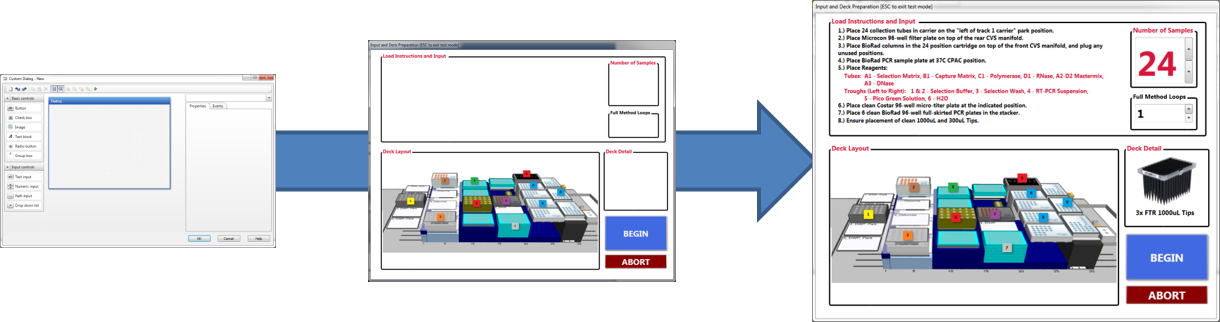 Custom Dialog - New
Basic controls
Button
Check box
Image
Text block
Radio button
Group box
Input controls
Text input
Numeric input
Path input
Drop down list
Dialog
Properties
Events
OK
Cancel
Help
Input and Deck Preparation [ESC to exit test mode]
Load Instructions and Input
Number of Samples
Full Method Loops
Deck Layout
Deck Detail
BEGIN
ABORT
Input and Deck Preparation [ESC to exit test mode]
Load Instructions and Input
1.) Place 24 collection tubes in carrier on the "left of track 1 carrier" park position.
2.) Place Microcon 96-well filter plate on top of the rear CVS manifold.
3.) Place BioRad columns in the 24 position cartridge on top of the front CVS manifold, and plug any
unused positions.
4.) Place BioRad PCR sample plate at 37C CPAC position.
5.) Place Reagents:
Tubes: A1 - Selection Matrix, B1 - Capture Matrix, C1 - Polymerise, D1 - RNase, A2-D2 Mastermix,
A3 - DNase
Troughs (Left to Right): 1 & 2 - Selection Buffer, 3 - Selection Wash, 4 - RT-PCR Suspension,
5 - Pico Green Solution, 6 - H2O
6.) Place clean Costar 96-well micro-titer plate at the indicated position.
7.) Place 6 clean BioRad 96-well full-skirted PCR plates in the stacker.
8.) Ensure placement of clean 1000uL and 300uL Tips.
Number of Samples
24
Full Method Loops
1
Deck Layout
Deck Detail
3x FTR 1000uL Tips
BEGIN
ABORT